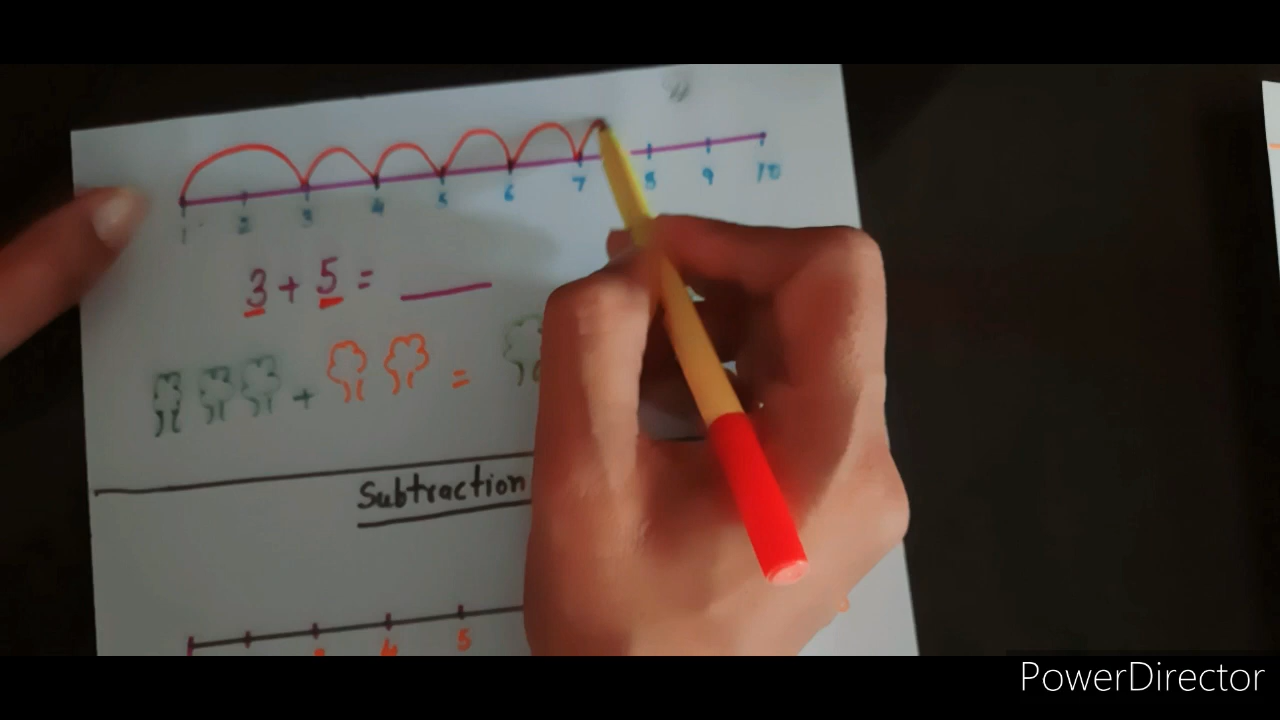 1 2 3 4 5 6 7 8 9 10
3 + 5 =
+ =
Subtraction
4 5
PowerDirector